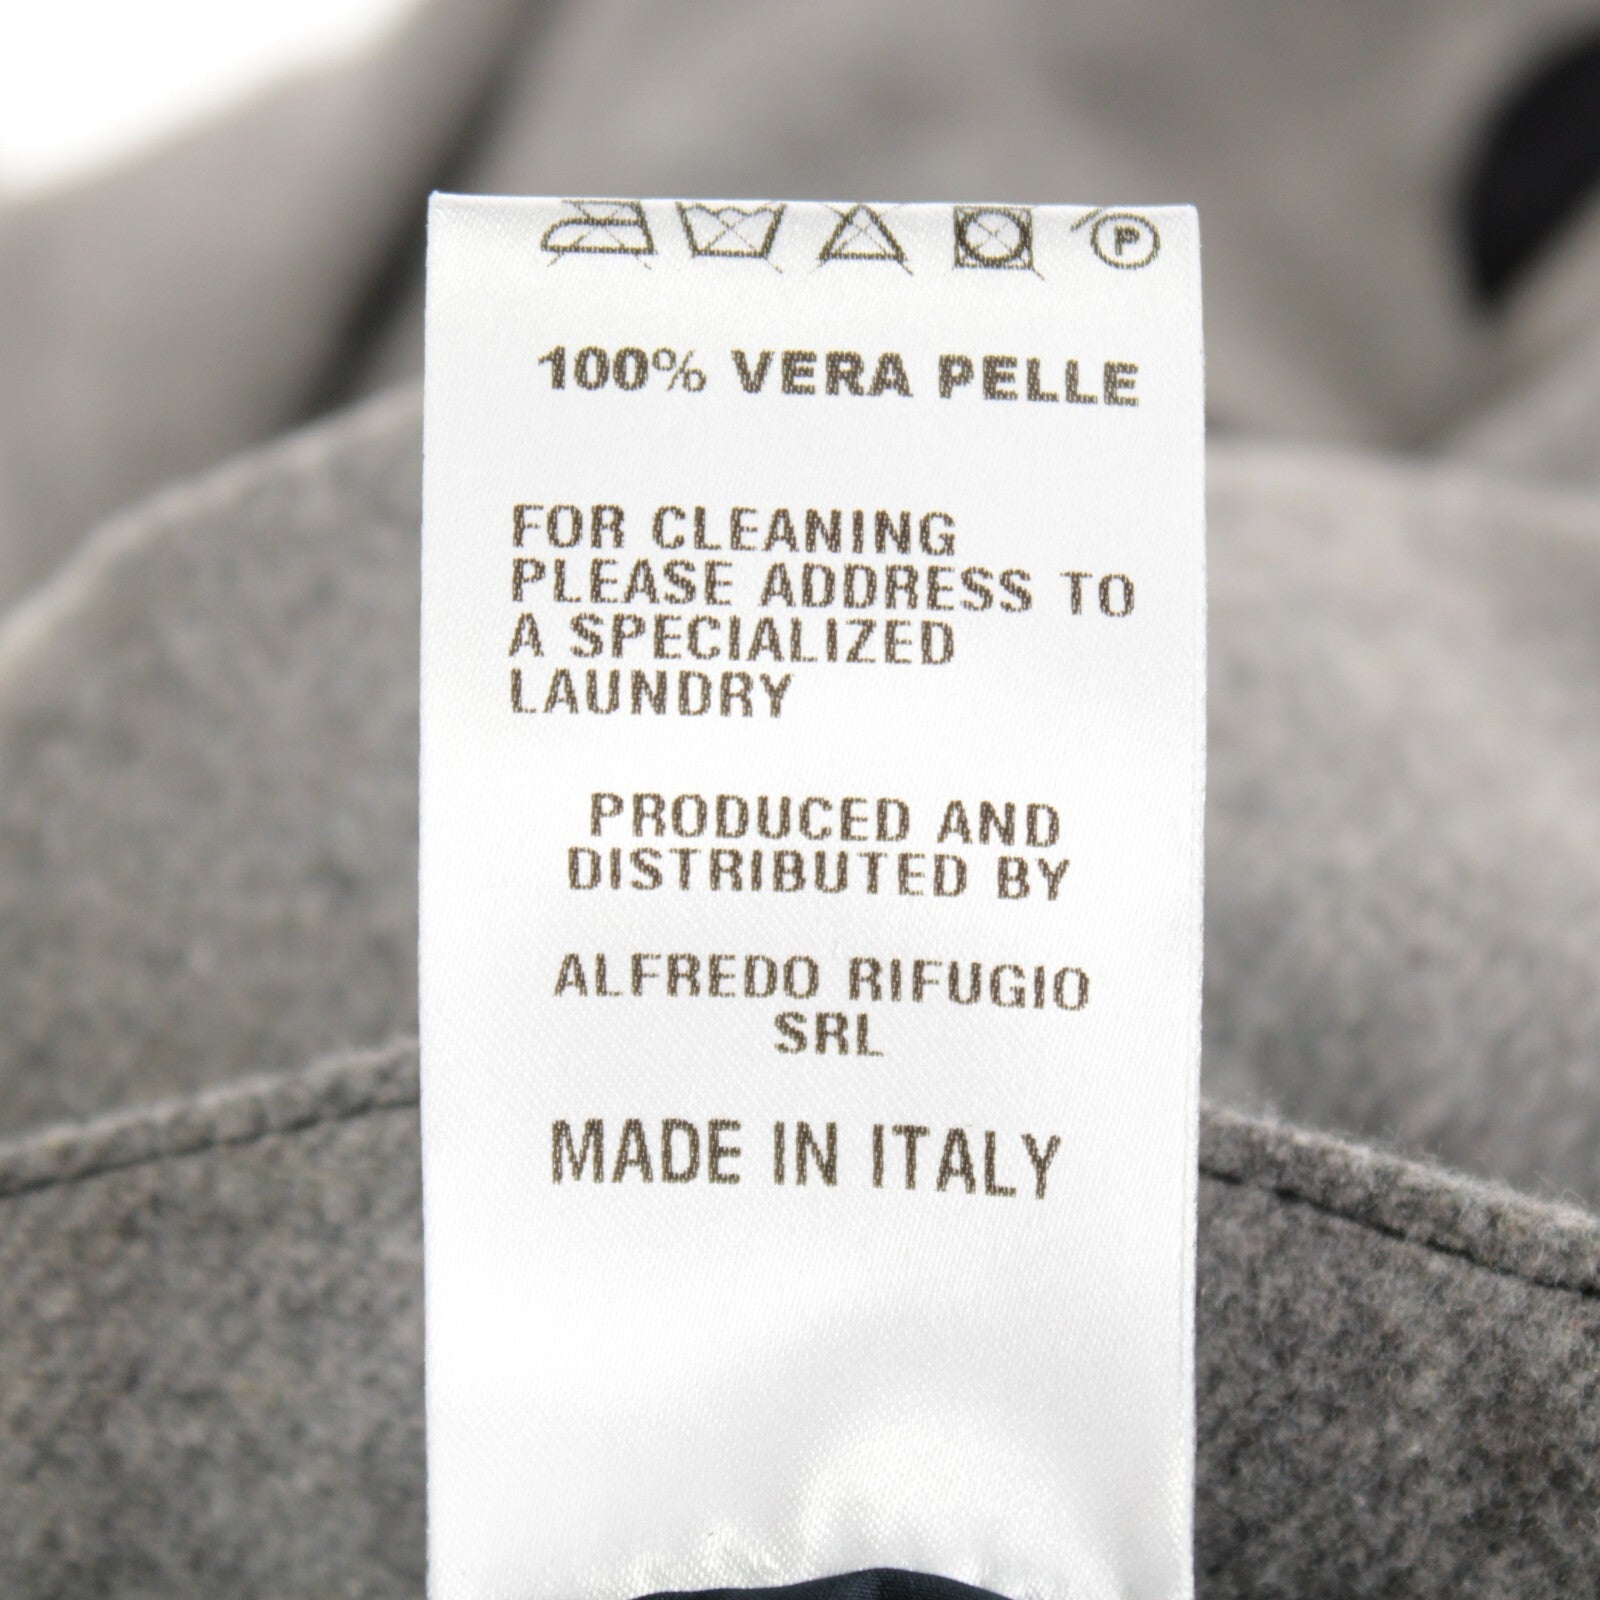 P
100% VERA PELLE
FOR CLEANING
PLEASE ADDRESS TO
A SPECIALIZED
LAUNDRY
PRODUCED AND
DISTRIBUTED BY
ALFREDO RIFUGIO
SRL
MADE IN ITALY